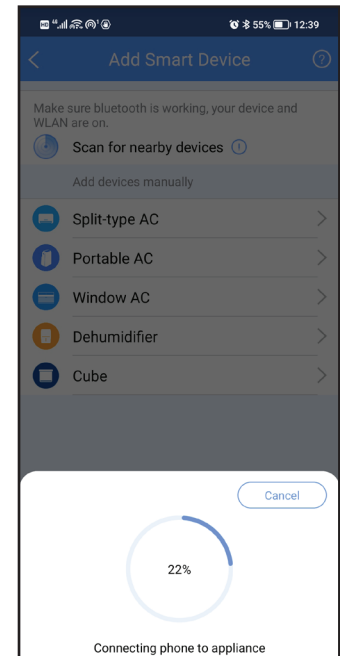 55% 12:39
Add Smart Device
Make sure bluetooth is working, your device and
WLAN are on.
Scan for nearby devices
Add devices manually
Split-type AC
Portable AC
Window AC
Dehumidifier
Cube
Cancel
22%
Connecting phone to appliance